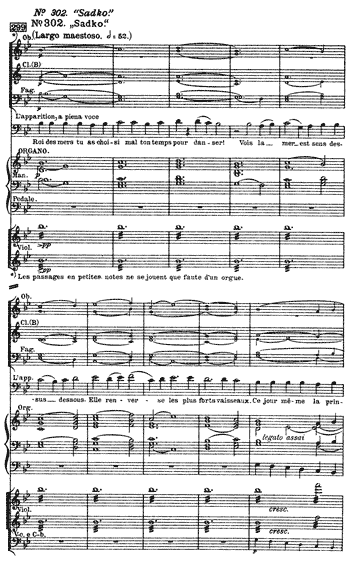 Nº 302. "Sadko."
299 Nº 302. „Sadko."
*) Ob. (Largo maestoso. = 52.)
Cl.(B)
Fag.
L'apparition, a piena voce
Roi des mers tu as choi-si mal ton temps pour dan-ser! Vois la mer est sens des-
ORGANO.
Man.
Pedale.
Viol.
pp
pp
*) Les passages en petites notes ne se jouent que faute d'un orgue.
Ob.
Cl.(B)
Fag.
L'app.
-sus dessous. Elle ren-ver-se les plus forts vaisseaux. Ce jour mê-me la prin-
Org.
legato assai
Viol.
cresc.
Vc. e C-b.
cresc.